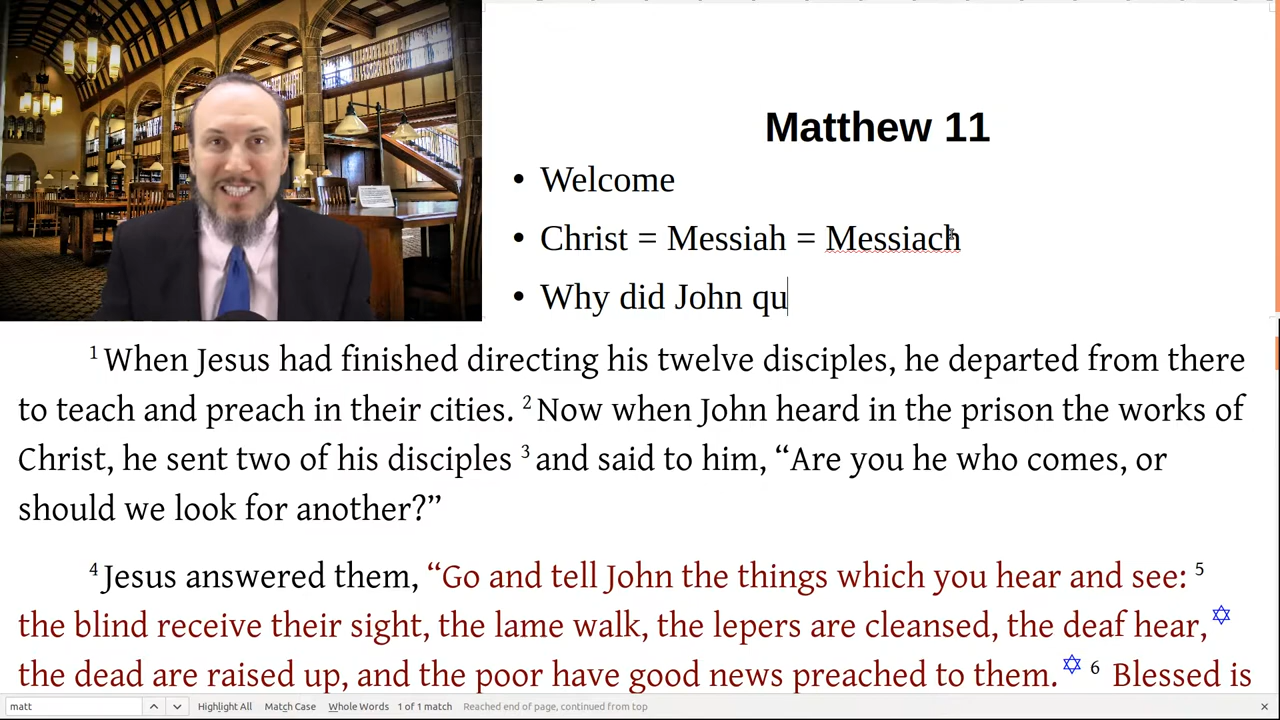 Matthew 11
• Welcome
• Christ = Messiah = Messiach
• Why did John qu
1 When Jesus had finished directing his twelve disciples, he departed from there
to teach and preach in their cities. 2 Now when John heard in the prison the works of
Christ, he sent two of his disciples 3 and said to him, “Are you he who comes, or
should we look for another?”
4 Jesus answered them, “Go and tell John the things which you hear and see: 5
the blind receive their sight, the lame walk, the lepers are cleansed, the deaf hear,✡
the dead are raised up, and the poor have good news preached to them.✡ 6 Blessed is
matt Highlight All Match Case Whole Words 1 of 1 match Reached end of page, continued from top